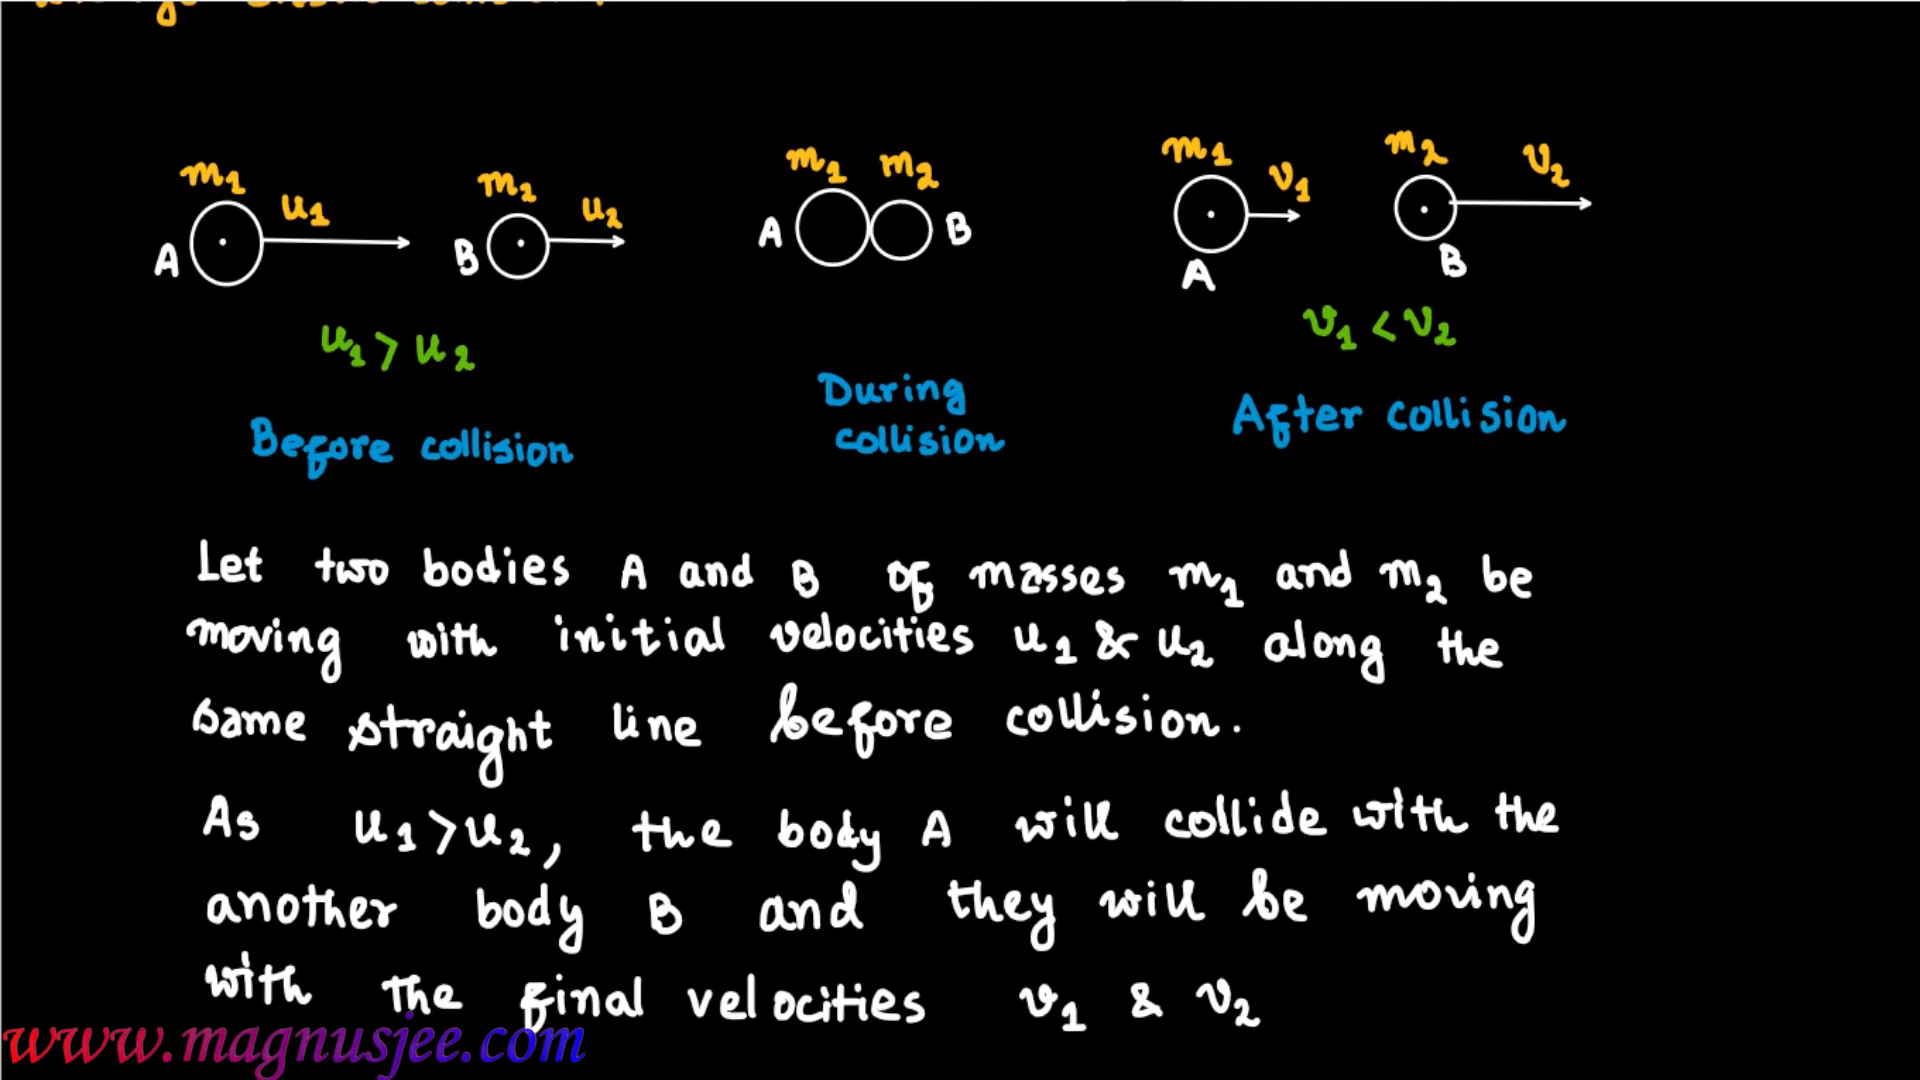 m1 u1 m2 u2 m1 m2 m1 v1 m2 v2
A B A B A B
u1 > u2
v1 < v2
Before collision
During
collision
After collision
Let two bodies A and B of masses m1 and m2 be
moving with initial velocities u1 & u2 along the
same straight line before collision.
As u1 > u2, the body A will collide with the
another body B and they will be moving
with the final velocities v1 & v2
www.magnusjee.com